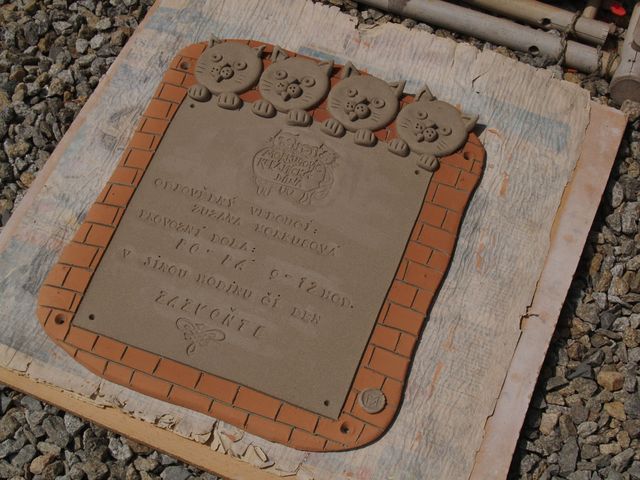 ODPOVĚDNÝ VEDOUCÍ:
ZUZANA
PROVOZNÍ DOBA:
PO-PÁ 9-12 HOD.
V JINOU HODINU ČI DEN
ZAZVOŇTE